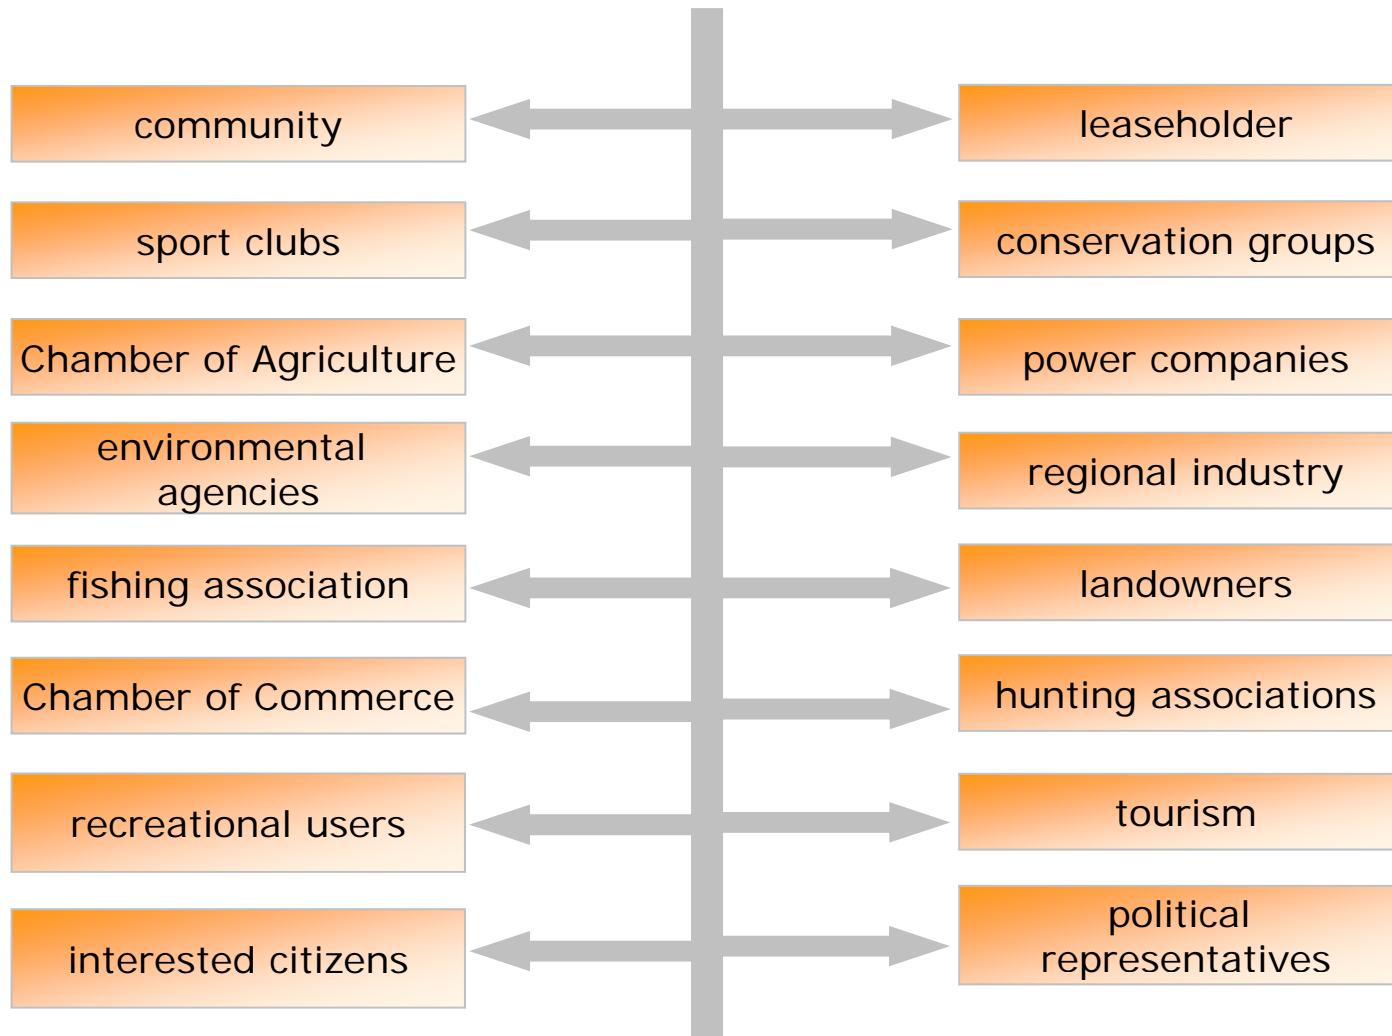 community
leaseholder
sport clubs
conservation groups
Chamber of Agriculture
power companies
environmental
agencies
regional industry
fishing association
landowners
Chamber of Commerce
hunting associations
recreational users
tourism
interested citizens
political
representatives